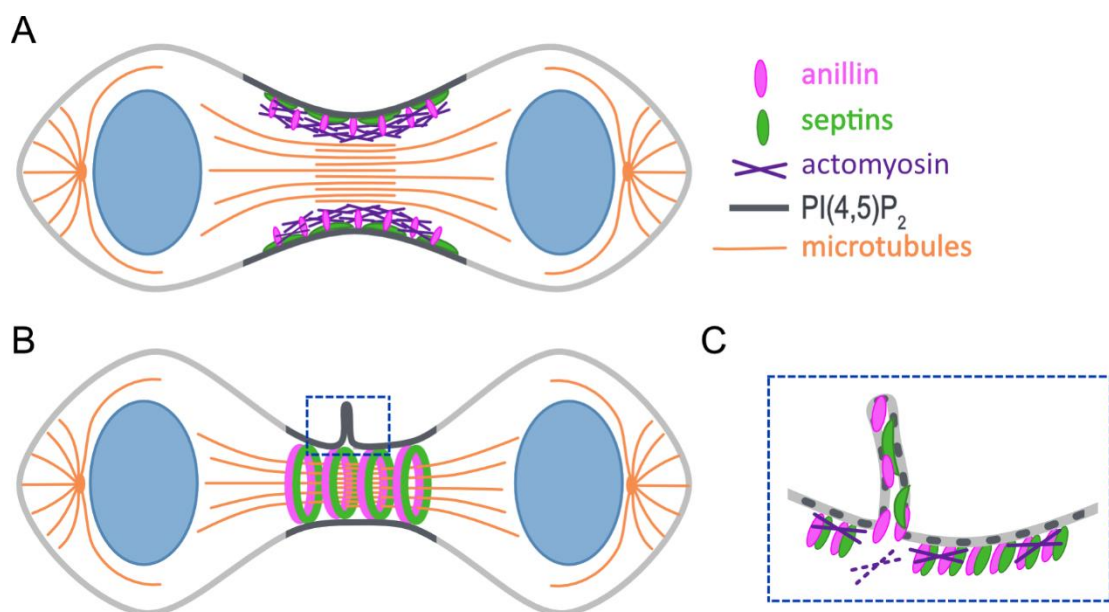 A
anillin
septins
actomyosin
PI(4,5)P₂
microtubules
B
C